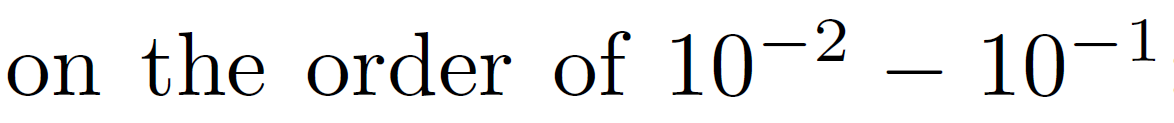 on the order of 10⁻² – 10⁻¹